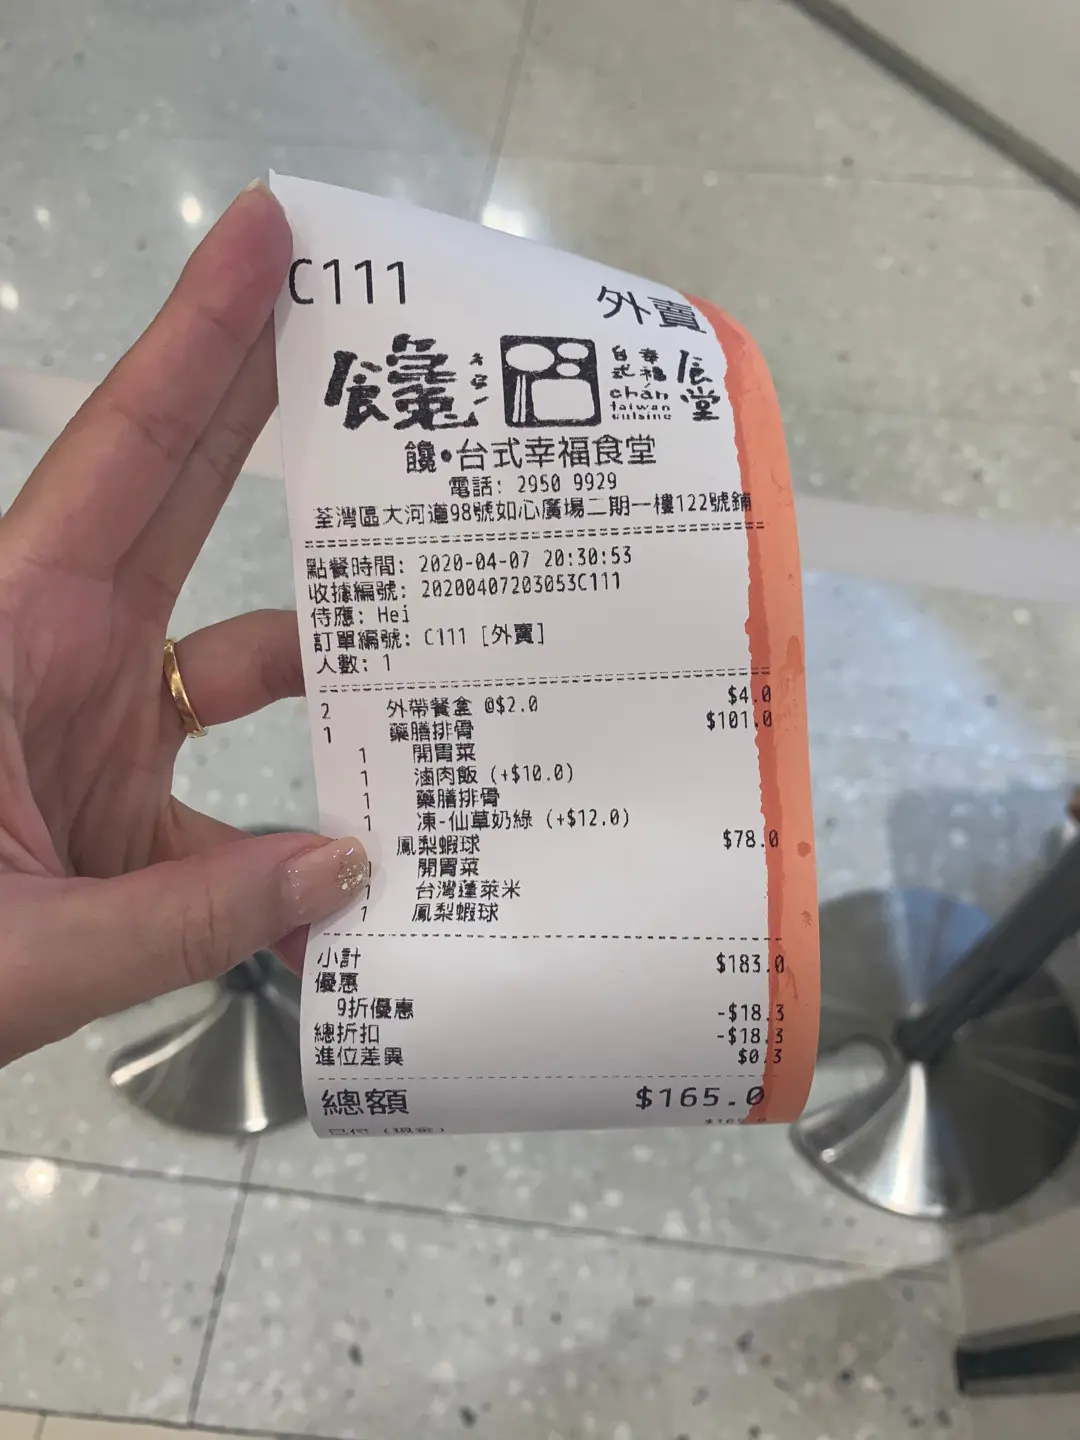 C111
外賣
饞
台式幸福食堂
chán
taiwan
cuisine
饞•台式幸福食堂
電話: 2950 9929
荃灣區大河道98號如心廣場二期一樓122號鋪
點餐時間: 2020-04-07 20:30:53
收據編號: 20200407203053C111
侍應: Hei
訂單編號: C111 [外賣]
人數: 1
2 外帶餐盒 @$2.0 $4.0
1 藥膳排骨 $101.0
1 開胃菜
1 滷肉飯 (+$10.0)
1 藥膳排骨
1 凍-仙草奶綠 (+$12.0)
鳳梨蝦球 $78.0
1 開胃菜
1 台灣蓬萊米
1 鳳梨蝦球
小計 $183.0
優惠
9折優惠 -$18.3
總折扣 -$18.3
進位差異 $0.3
總額 $165.0